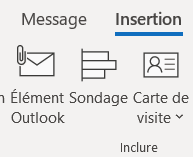 Message Insertion
Élément Sondage Carte de
Outlook visite
Inclure